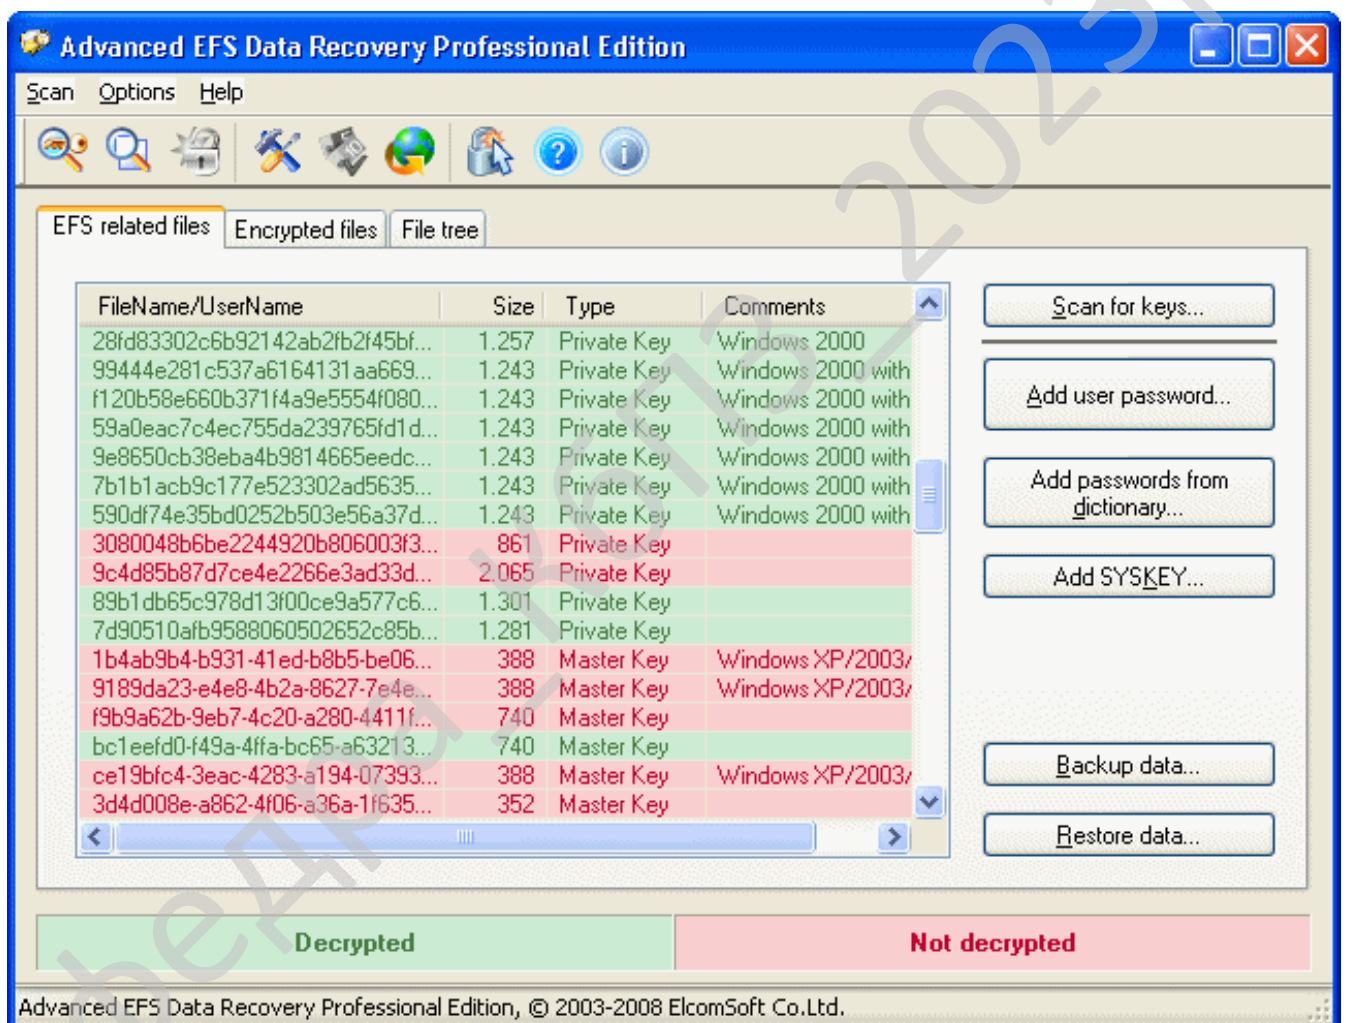 Advanced EFS Data Recovery Professional Edition
Scan Options Help
EFS related files Encrypted files File tree
FileName/UserName Size Type Comments
28fd83302c6b92142ab2fb2f45bf... 1.257 Private Key Windows 2000
99444e281c537a6164131aa669... 1.243 Private Key Windows 2000 with
f120b58e660b371f4a9e5554f080... 1.243 Private Key Windows 2000 with
59a0eac7c4ec755da239765fd1d... 1.243 Private Key Windows 2000 with
9e8650cb38eba4b9814665eedc... 1.243 Private Key Windows 2000 with
7b1b1acb9c177e523302ad5635... 1.243 Private Key Windows 2000 with
590df74e35bd0252b503e56a37d... 1.243 Private Key Windows 2000 with
3080048b6be2244920b806003f3... 861 Private Key
9c4d85b87d7ce4e2266e3ad33d... 2.065 Private Key
89b1db65c978d13f00ce9a577c6... 1.301 Private Key
7d90510afb9588060502652c85b... 1.281 Private Key
1b4ab9b4-b931-41ed-b8b5-be06... 388 Master Key Windows XP/2003/
9189da23-e4e8-4b2a-8627-7e4e... 388 Master Key Windows XP/2003/
f9b9a62b-9eb7-4c20-a280-4411f... 740 Master Key
bc1eefd0-f49a-4ffa-bc65-a63213... 740 Master Key
ce19bfc4-3eac-4283-a194-07393... 388 Master Key Windows XP/2003/
3d4d008e-a862-4f06-a36a-1f635... 352 Master Key
Scan for keys...
Add user password...
Add passwords from
dictionary...
Add SYSKEY...
Backup data...
Restore data...
Decrypted Not decrypted
Advanced EFS Data Recovery Professional Edition, © 2003-2008 ElcomSoft Co.Ltd.